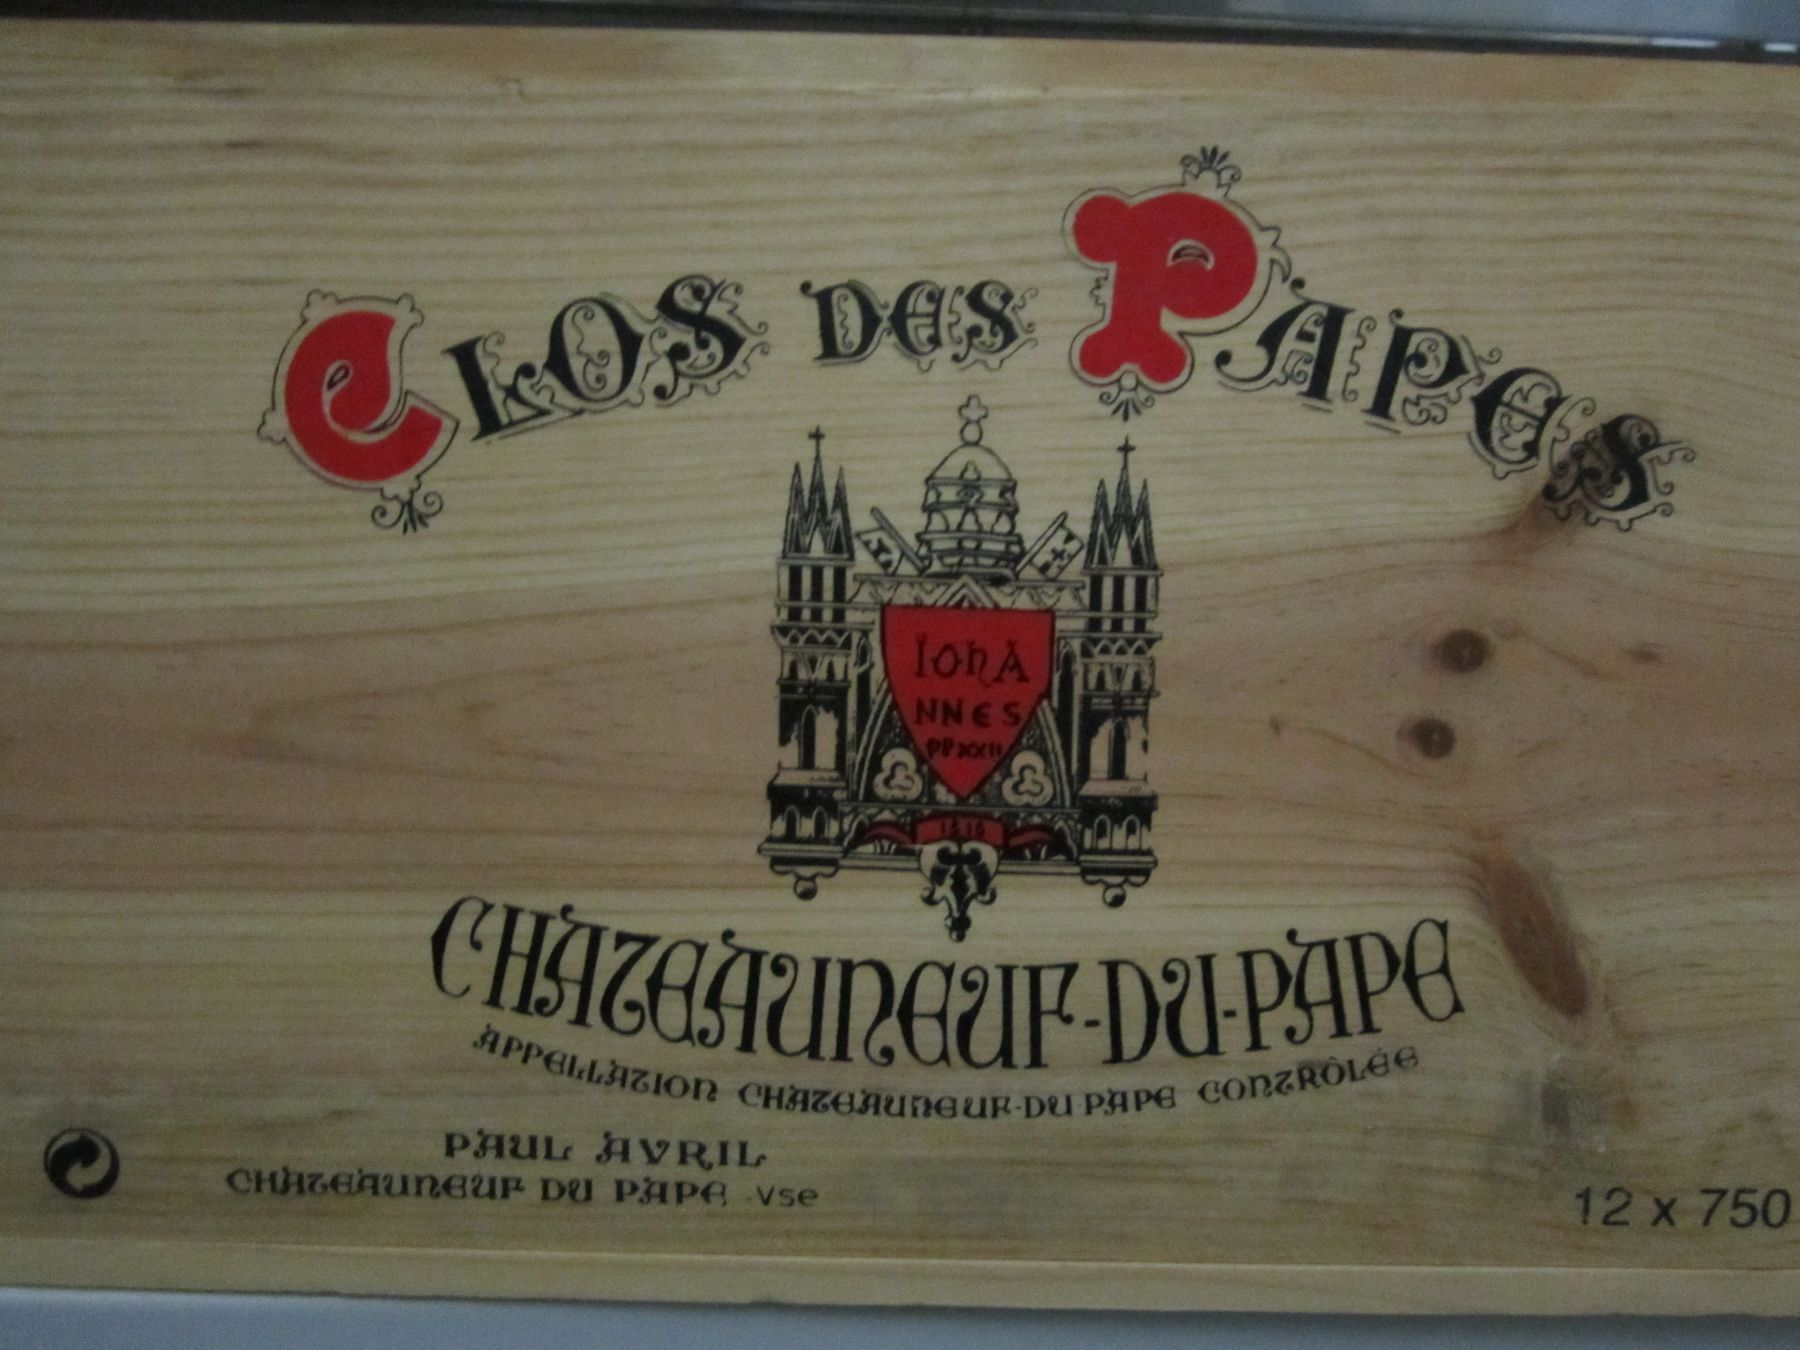 CLOS DES PAPES
IOHA
NNES
PP XXII
1316
CHATEAUNEUF-DU-PAPE
APPELLATION CHATEAUNEUF-DU-PAPE CONTRÔLÉE
PAUL AVRIL
CHATEAUNEUF DU PAPE - Vse
12 x 750